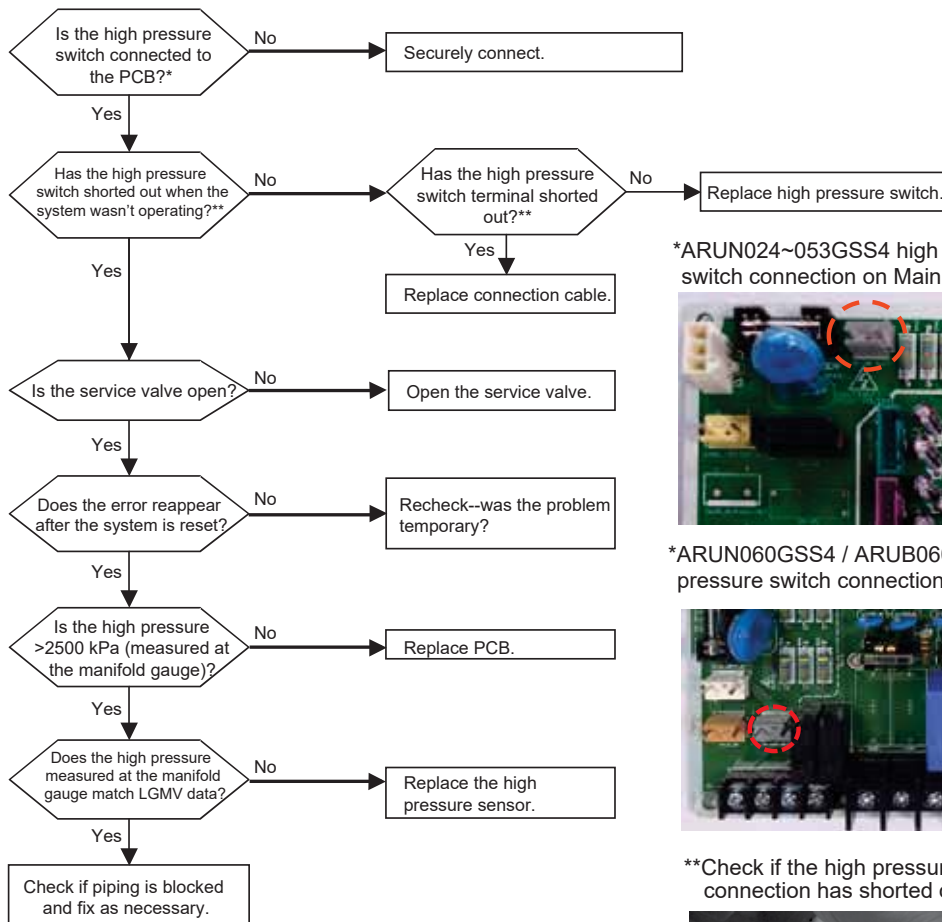 Is the high pressure
switch connected to
the PCB?*
No
Securely connect.
Yes
Has the high pressure
switch shorted out when the
system wasn't operating?**
No
Has the high pressure
switch terminal shorted
out?**
No
Replace high pressure switch.
Yes
Replace connection cable.
Yes
Is the service valve open?
No
Open the service valve.
Yes
Does the error reappear
after the system is reset?
No
Recheck--was the problem
temporary?
Yes
Is the high pressure
>2500 kPa (measured at
the manifold gauge)?
No
Replace PCB.
Yes
Does the high pressure
measured at the manifold
gauge match LGMV data?
No
Replace the high
pressure sensor.
Yes
Check if piping is blocked
and fix as necessary.
*ARUN024~053GSS4 high
switch connection on Main
*ARUN060GSS4 / ARUB06
pressure switch connection
**Check if the high pressur
connection has shorted o